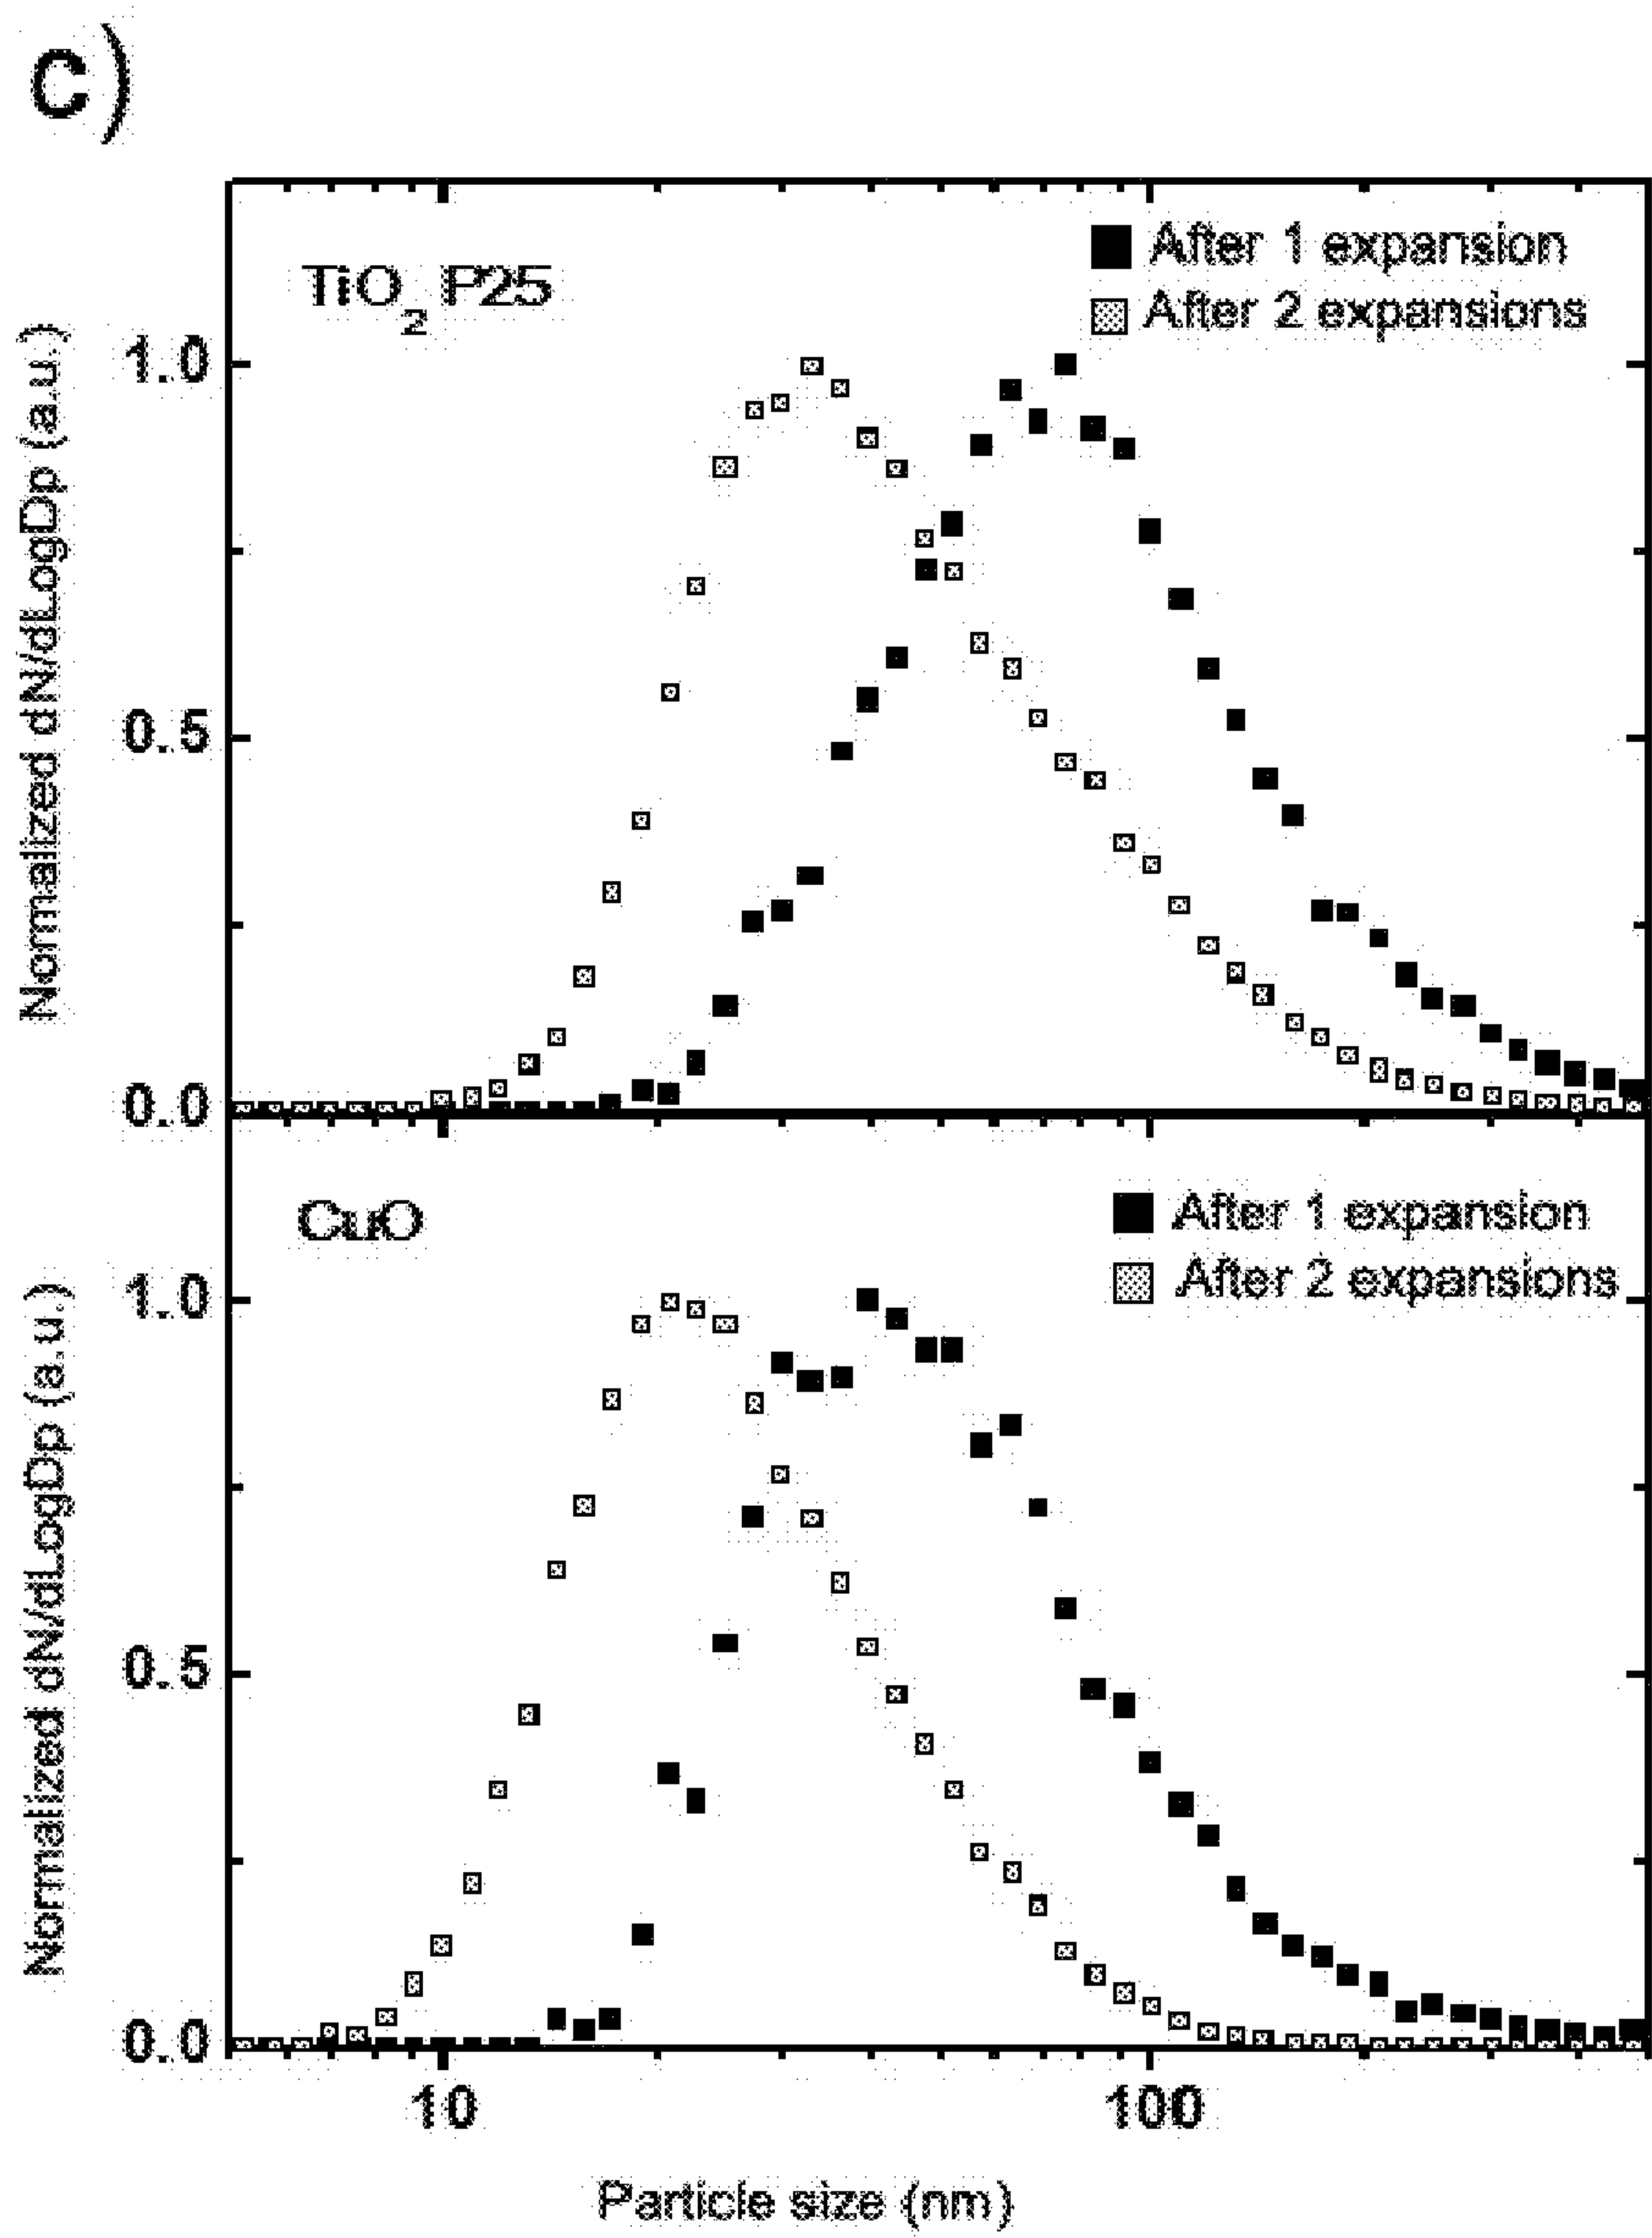 c)
TiO2 P25
After 1 expansion
After 2 expansions
Normalized dN/dLogDp (a.u.)
1.0
0.5
0.0
CuO
After 1 expansion
After 2 expansions
Normalized dN/dLogDp (a.u.)
1.0
0.5
0.0
10
100
Particle size (nm)